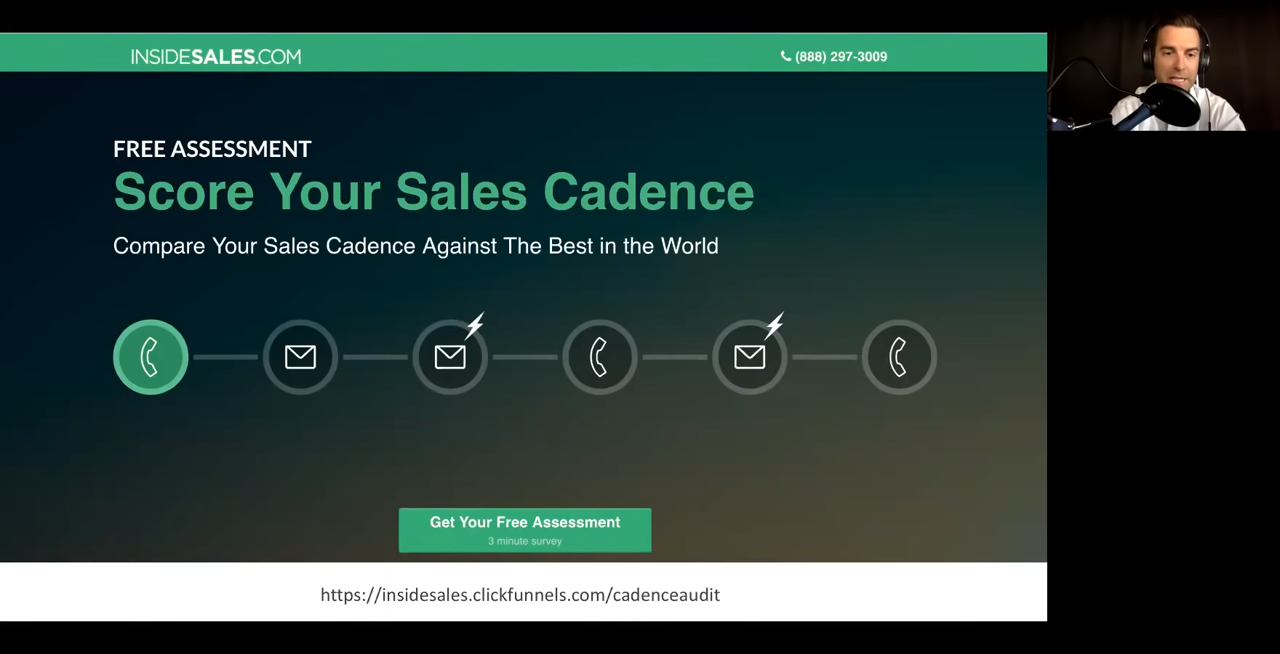 INSIDESALES.COM
(888) 297-3009
FREE ASSESSMENT
Score Your Sales Cadence
Compare Your Sales Cadence Against The Best in the World
Get Your Free Assessment
3 minute survey
https://insidesales.clickfunnels.com/cadenceaudit